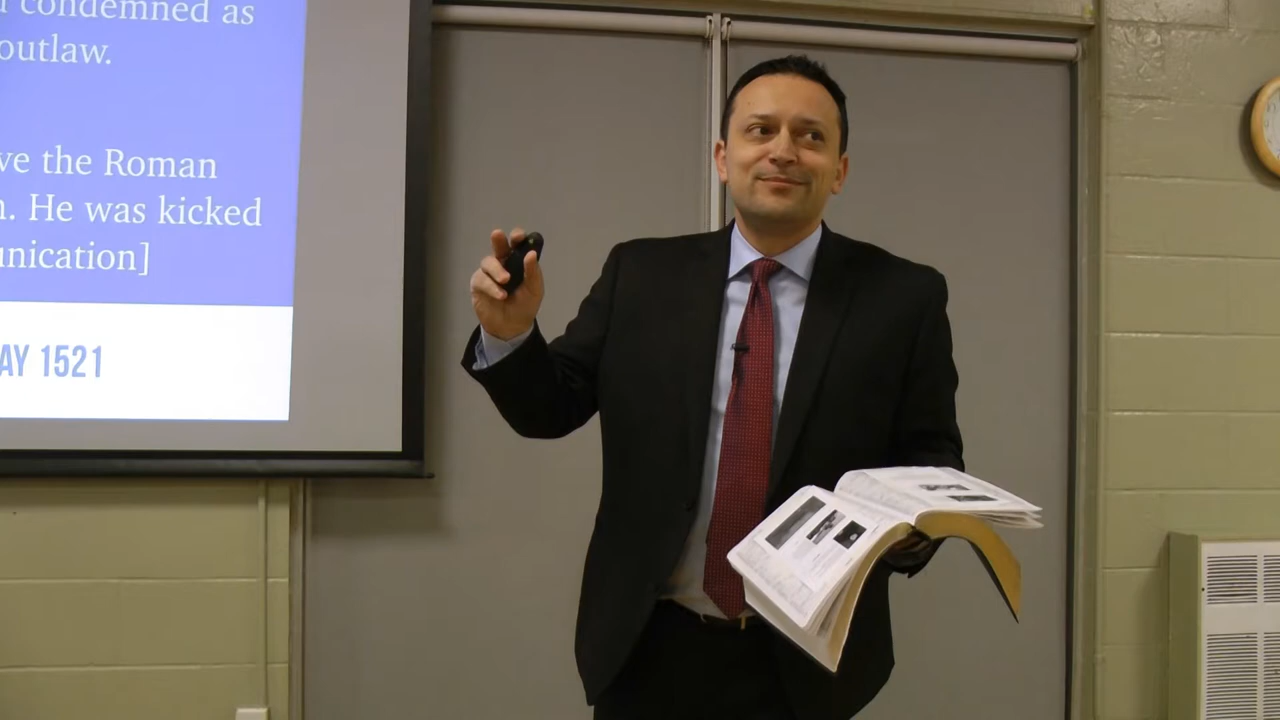 condemned as
outlaw.
ve the Roman
n. He was kicked
unication]
AY 1521